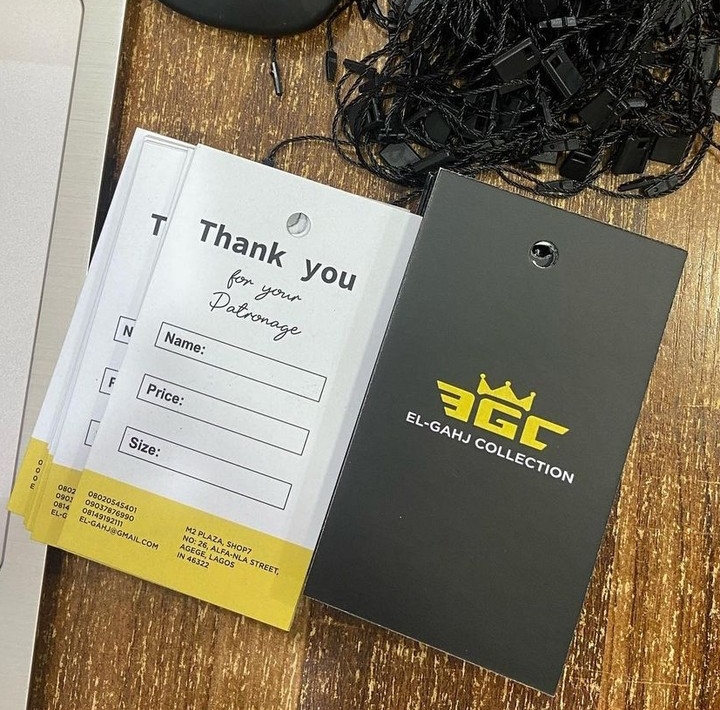 Thank you
for your
Patronage
Name:
Price:
Size:
08020545401
09037876990
08149192111
EL-GAHJ@GMAIL.COM
M2 PLAZA, SHOP7
NO: 26, ALFA-NLA STREET,
AGEGE, LAGOS
IN 46322
EGC
EL-GAHJ COLLECTION